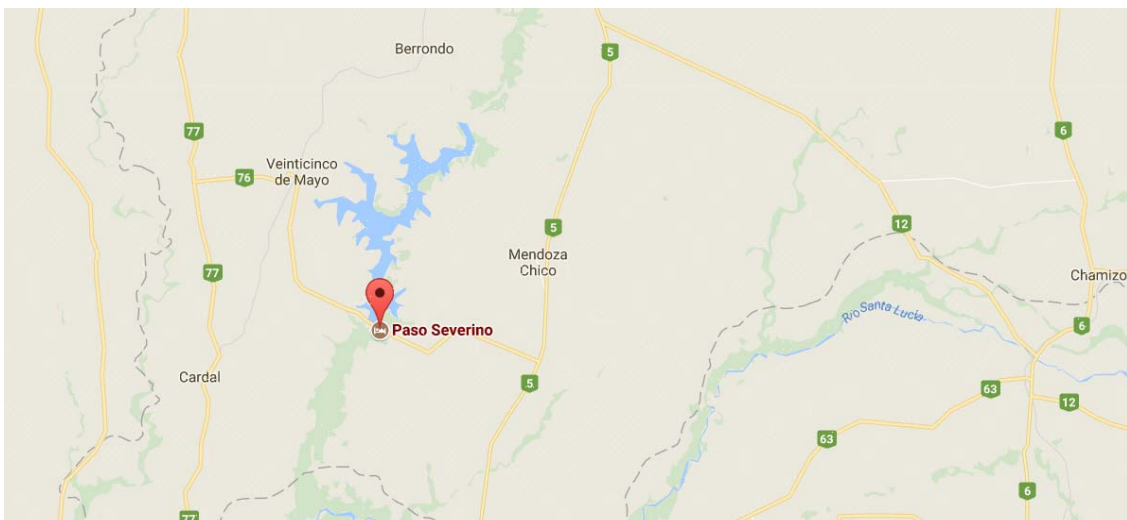 Berrondo
5
77
6
Veinticinco
de Mayo
76
5
12
Mendoza
Chico
77
Chamizo
Río Santa Lucía
Paso Severino
6
Cardal
5
63
12
63
6
77